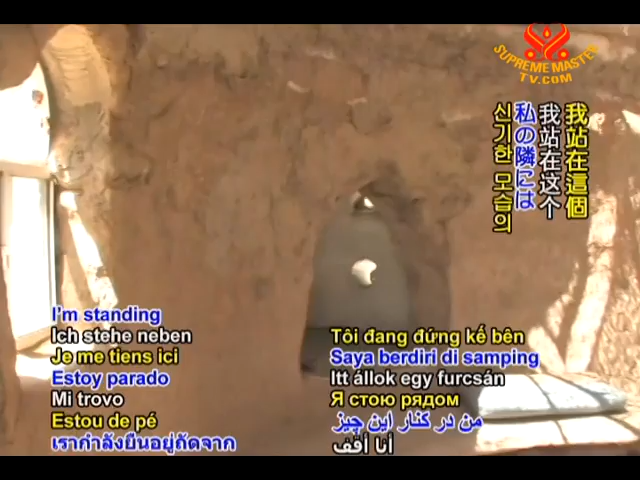 SUPREME MASTER
TV.COM
我站在這個
我站在这个
私の隣には
신기한 모습의
I'm standing
Ich stehe neben
Je me tiens ici
Estoy parado
Mi trovo
Estou de pé
เรากำลังยืนอยู่ถัดจาก
Tôi đang đứng kế bên
Saya berdiri di samping
Itt állok egy furcsán
Я стою рядом
من در کنار این چیز
أنا أقف